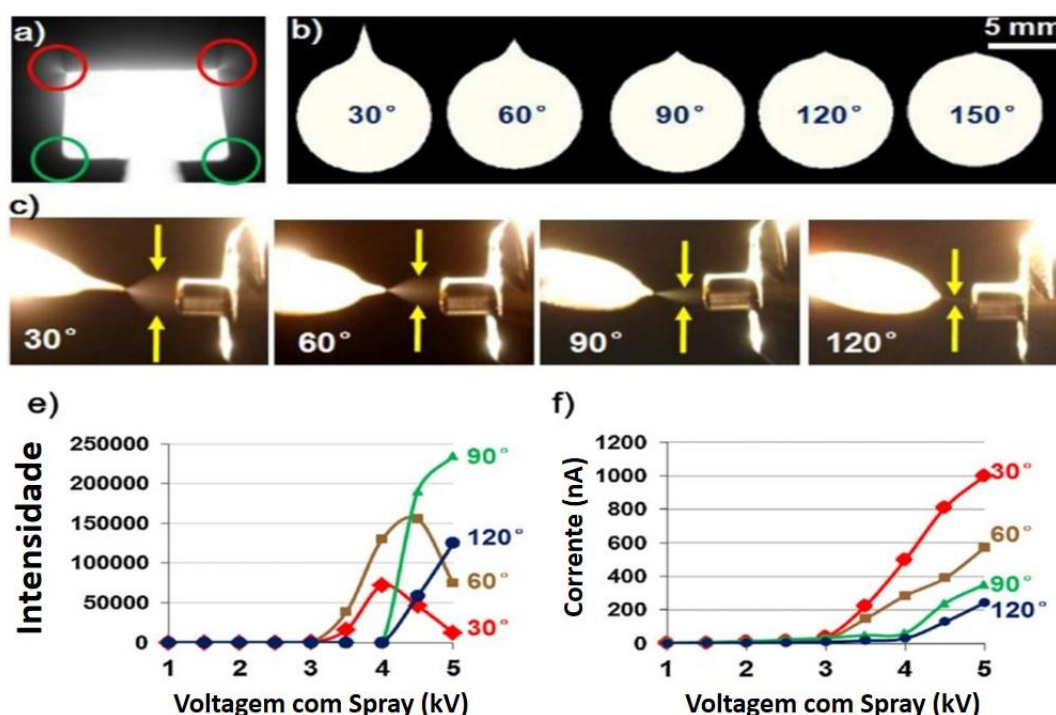 a)
b)
5 mm
30°
60°
90°
120°
150°
c)
30°
60°
90°
120°
e)
Intensidade
250000
200000
150000
100000
50000
0
1 2 3 4 5
90°
120°
60°
30°
Voltagem com Spray (kV)
f)
Corrente (nA)
1200
1000
800
600
400
200
0
1 2 3 4 5
30°
60°
90°
120°
Voltagem com Spray (kV)